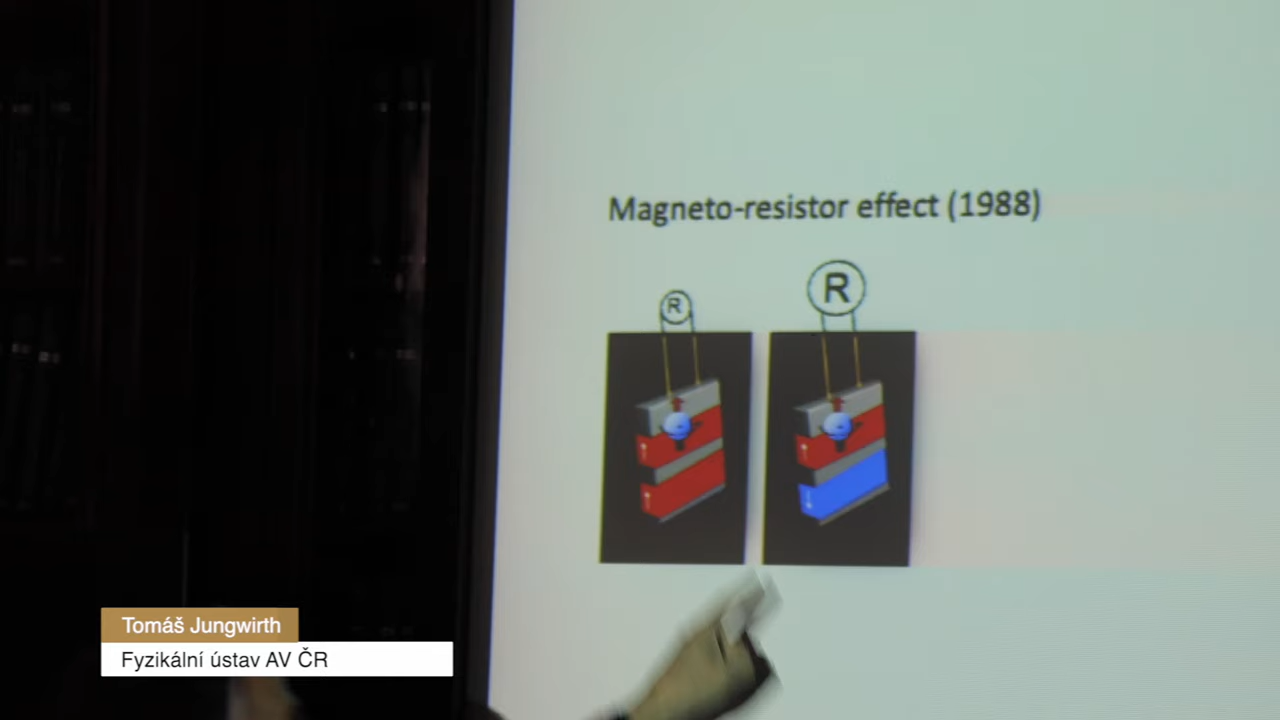 Magneto-resistor effect (1988)
R
R
Tomáš Jungwirth
Fyzikální ústav AV ČR